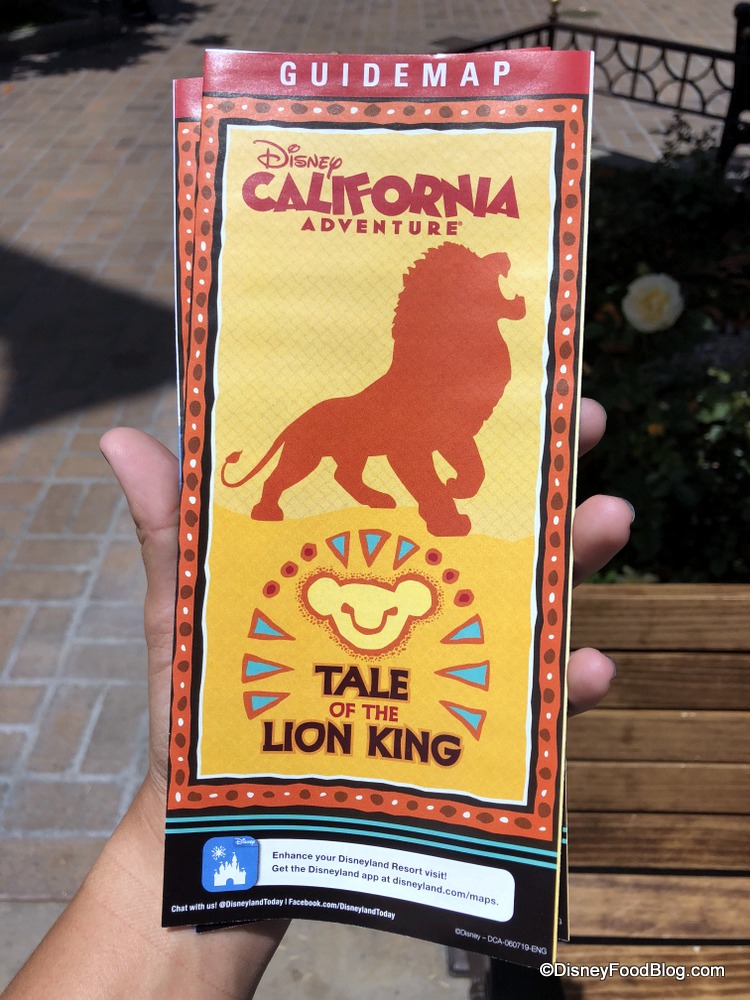 GUIDEMAP
Disney
CALIFORNIA
ADVENTURE
TALE
OF THE
LION KING
Disney
Enhance your Disneyland Resort visit!
Get the Disneyland app at disneyland.com/maps.
Chat with us! @DisneylandToday | Facebook.com/DisneylandToday
©Disney – DCA-060719-ENG
©DisneyFoodBlog.com